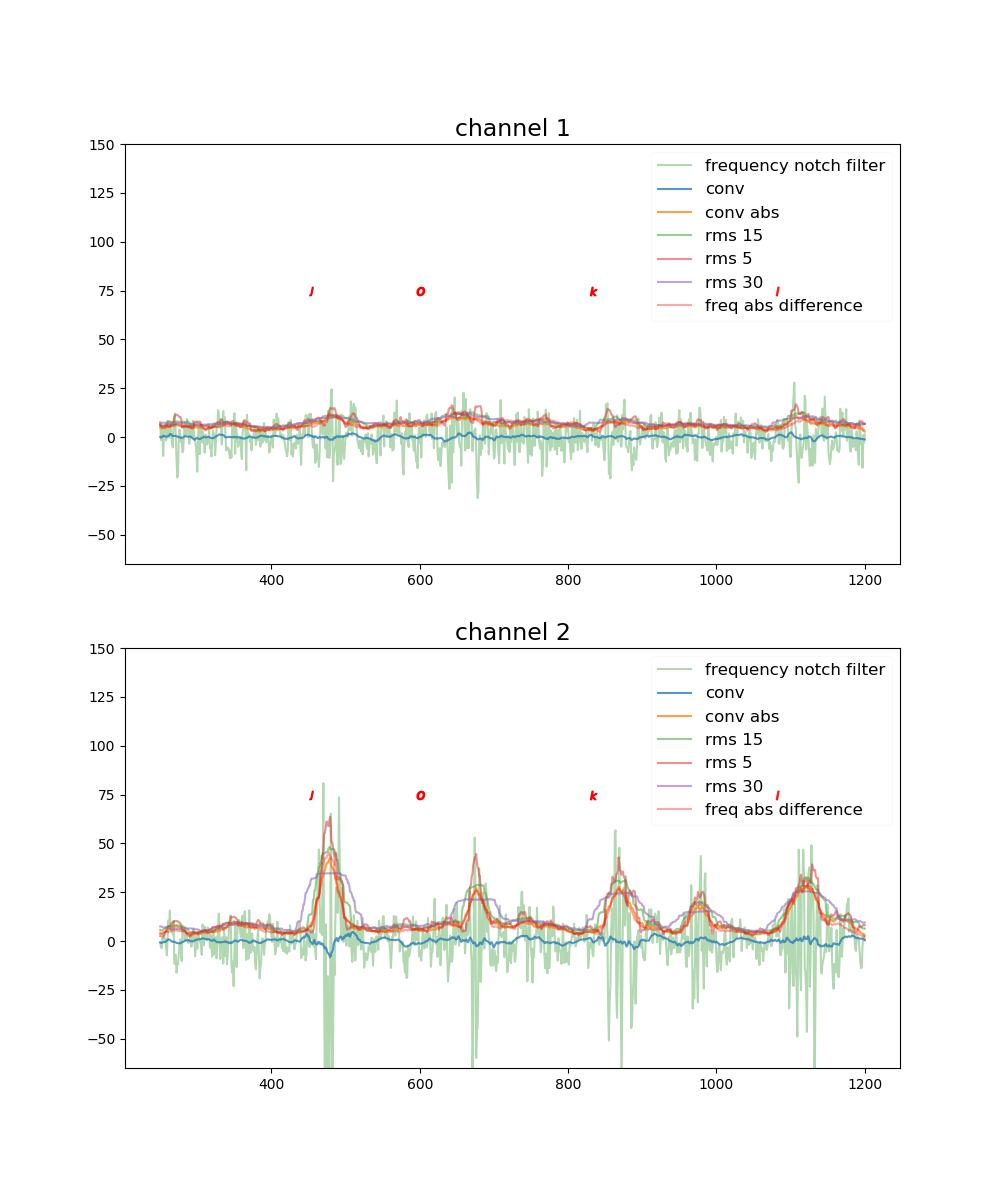 channel 1
150
125
100
75
50
25
0
−25
−50
frequency notch filter
conv
conv abs
rms 15
rms 5
rms 30
freq abs difference
J O k l
400 600 800 1000 1200
channel 2
150
125
100
75
50
25
0
−25
−50
frequency notch filter
conv
conv abs
rms 15
rms 5
rms 30
freq abs difference
J O k l
400 600 800 1000 1200